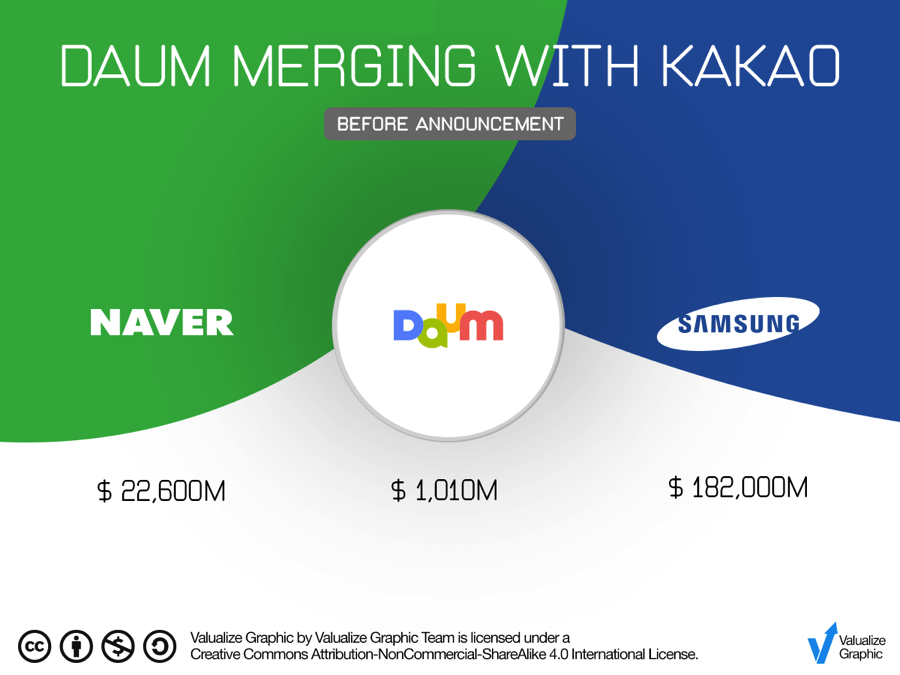 DAUM MERGING WITH KAKAO
BEFORE ANNOUNCEMENT
NAVER
Daum
SAMSUNG
$ 22,600M
$ 1,010M
$ 182,000M
cc
Valualize Graphic by Valualize Graphic Team is licensed under a
Creative Commons Attribution-NonCommercial-ShareAlike 4.0 International License.
Valualize
Graphic